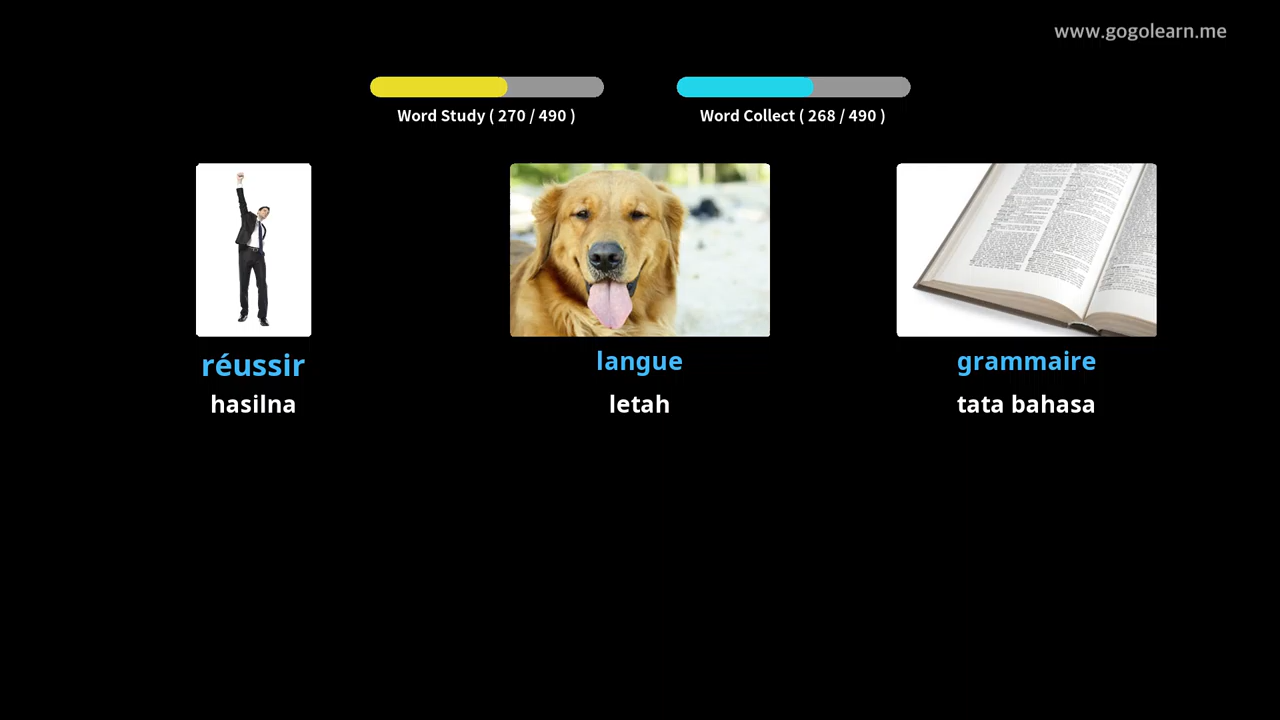 www.gogolearn.me
Word Study ( 270 / 490 )
Word Collect ( 268 / 490 )
réussir
hasilna
langue
letah
grammaire
tata bahasa